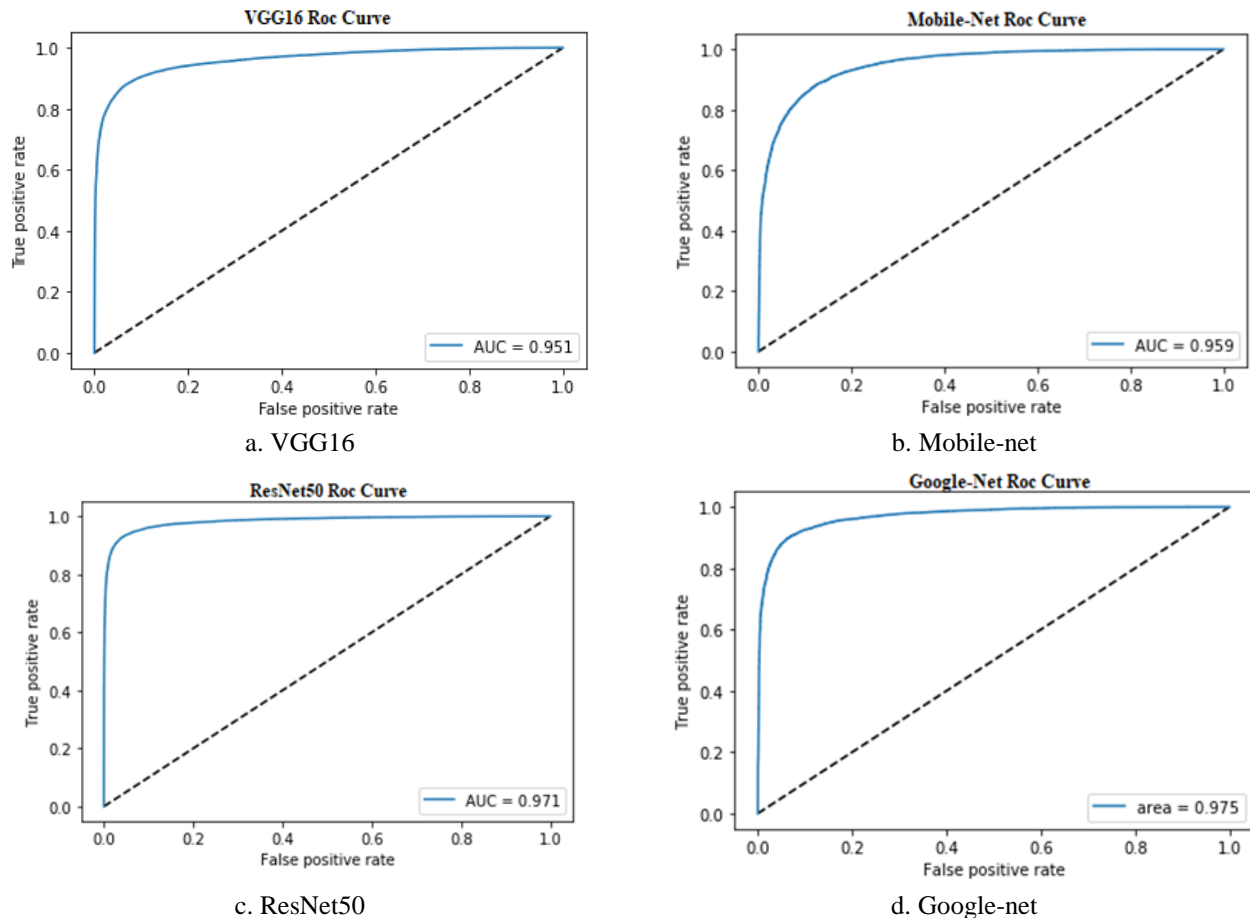 VGG16 Roc Curve
1.0
0.8
0.6
0.4
0.2
0.0
True positive rate
AUC = 0.951
0.0 0.2 0.4 0.6 0.8 1.0
False positive rate
a. VGG16
Mobile-Net Roc Curve
1.0
0.8
0.6
0.4
0.2
0.0
True positive rate
AUC = 0.959
0.0 0.2 0.4 0.6 0.8 1.0
False positive rate
b. Mobile-net
ResNet50 Roc Curve
1.0
0.8
0.6
0.4
0.2
0.0
True positive rate
AUC = 0.971
0.0 0.2 0.4 0.6 0.8 1.0
False positive rate
c. ResNet50
Google-Net Roc Curve
1.0
0.8
0.6
0.4
0.2
0.0
True positive rate
area = 0.975
0.0 0.2 0.4 0.6 0.8 1.0
False positive rate
d. Google-net